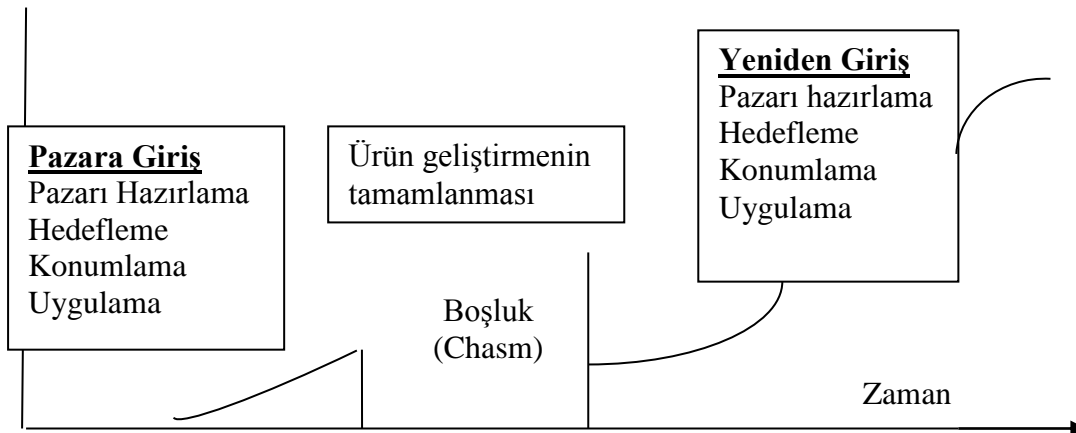 Pazara Giriş
Pazarı Hazırlama
Hedefleme
Konumlama
Uygulama
Ürün geliştirmenin
tamamlanması
Boşluk
(Chasm)
Yeniden Giriş
Pazarı hazırlama
Hedefleme
Konumlama
Uygulama
Zaman